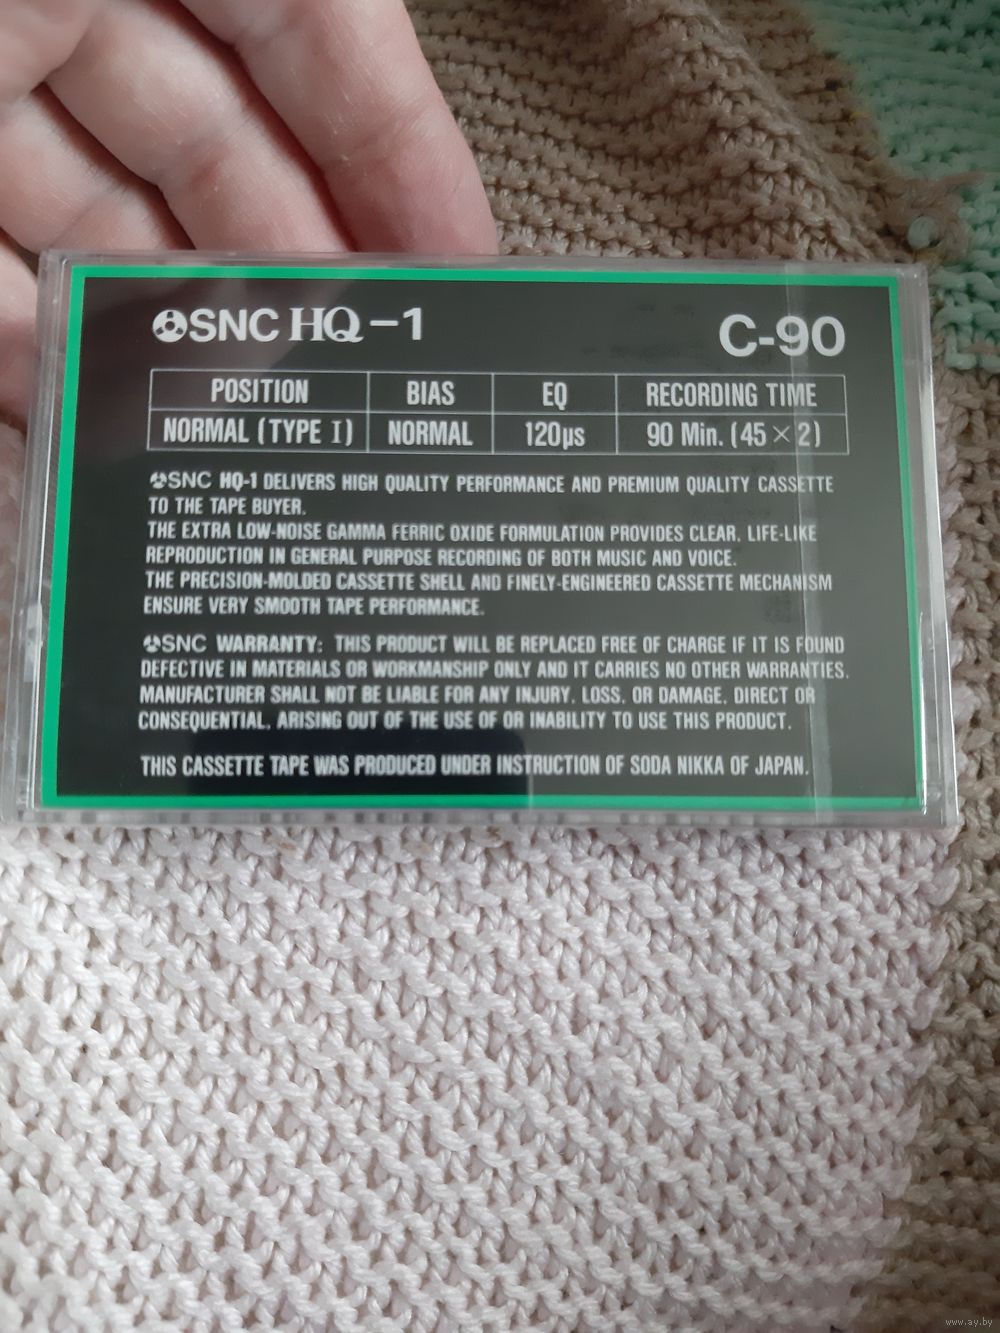 SNC HQ-1
C-90
POSITION BIAS EQ RECORDING TIME
NORMAL (TYPE I) NORMAL 120µs 90 Min. (45 × 2)
SNC HQ-1 DELIVERS HIGH QUALITY PERFORMANCE AND PREMIUM QUALITY CASSETTE
TO THE TAPE BUYER.
THE EXTRA LOW-NOISE GAMMA FERRIC OXIDE FORMULATION PROVIDES CLEAR, LIFE-LIKE
REPRODUCTION IN GENERAL PURPOSE RECORDING OF BOTH MUSIC AND VOICE.
THE PRECISION-MOLDED CASSETTE SHELL AND FINELY-ENGINEERED CASSETTE MECHANISM
ENSURE VERY SMOOTH TAPE PERFORMANCE.
SNC WARRANTY: THIS PRODUCT WILL BE REPLACED FREE OF CHARGE IF IT IS FOUND
DEFECTIVE IN MATERIALS OR WORKMANSHIP ONLY AND IT CARRIES NO OTHER WARRANTIES.
MANUFACTURER SHALL NOT BE LIABLE FOR ANY INJURY, LOSS, OR DAMAGE, DIRECT OR
CONSEQUENTIAL, ARISING OUT OF THE USE OF OR INABILITY TO USE THIS PRODUCT.
THIS CASSETTE TAPE WAS PRODUCED UNDER INSTRUCTION OF SODA NIKKA OF JAPAN.
www.ay.by